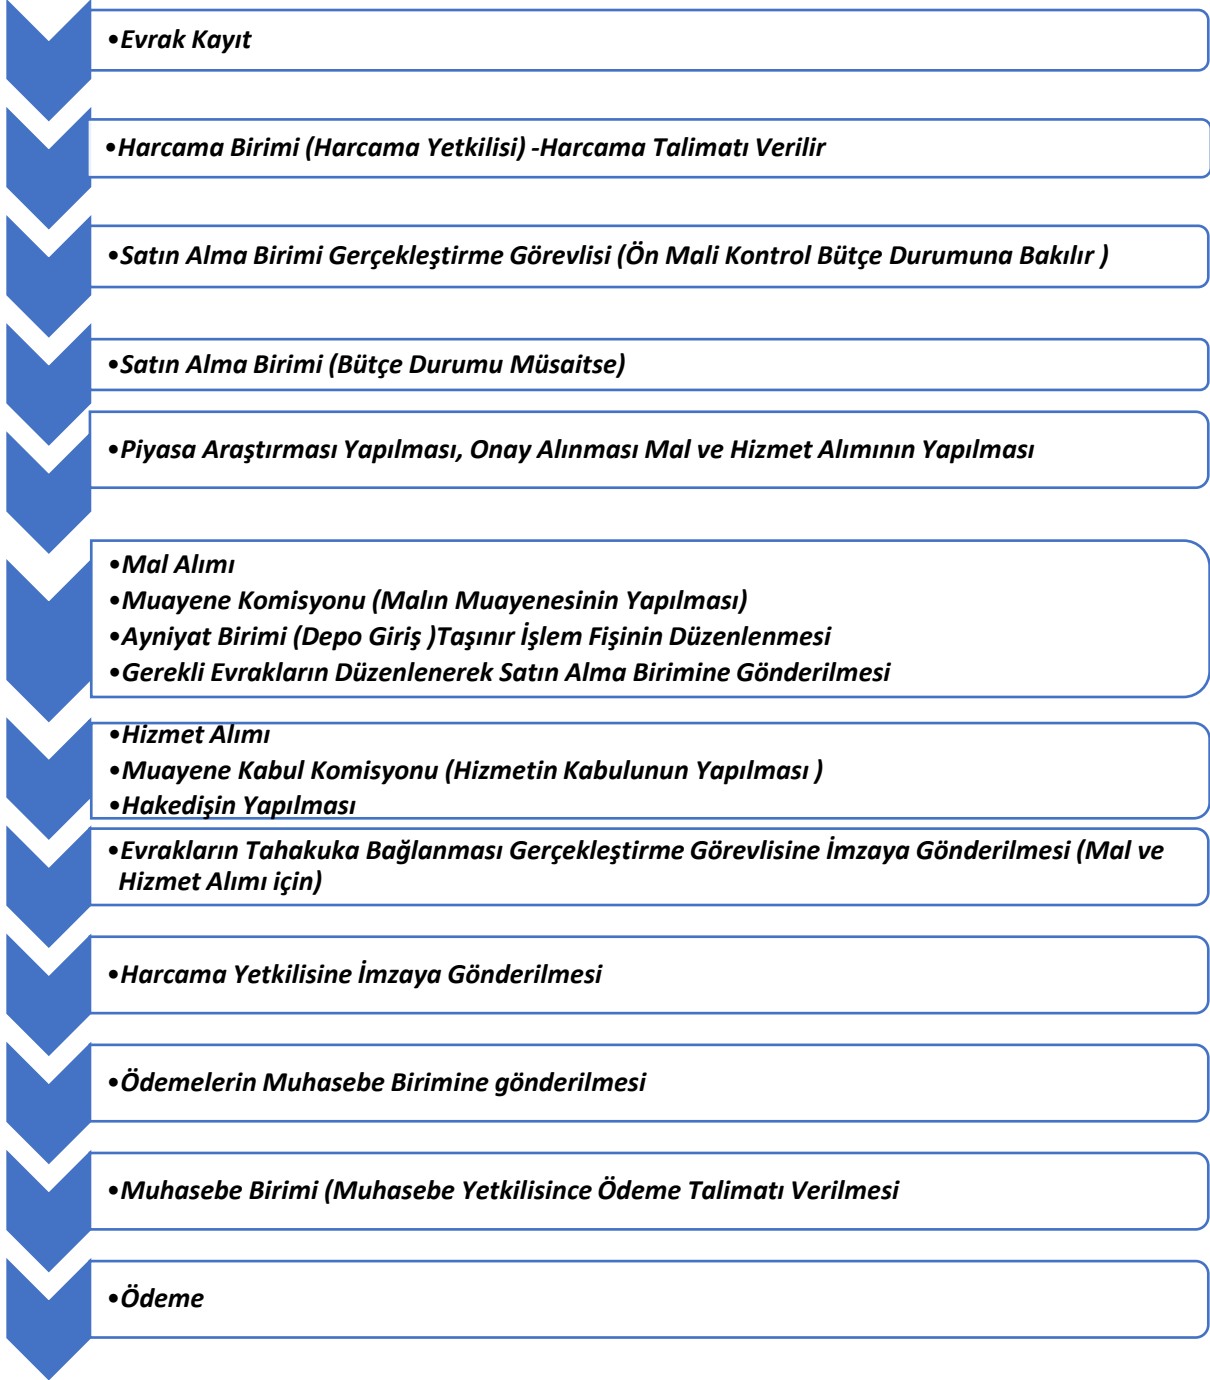 •Evrak Kayıt
•Harcama Birimi (Harcama Yetkilisi) -Harcama Talimatı Verilir
•Satın Alma Birimi Gerçekleştirme Görevlisi (Ön Mali Kontrol Bütçe Durumuna Bakılır )
•Satın Alma Birimi (Bütçe Durumu Müsaitse)
•Piyasa Araştırması Yapılması, Onay Alınması Mal ve Hizmet Alımının Yapılması
•Mal Alımı
•Muayene Komisyonu (Malın Muayenesinin Yapılması)
•Ayniyat Birimi (Depo Giriş )Taşınır İşlem Fişinin Düzenlenmesi
•Gerekli Evrakların Düzenlenerek Satın Alma Birimine Gönderilmesi
•Hizmet Alımı
•Muayene Kabul Komisyonu (Hizmetin Kabulunun Yapılması )
•Hakedişin Yapılması
•Evrakların Tahakuka Bağlanması Gerçekleştirme Görevlisine İmzaya Gönderilmesi (Mal ve
Hizmet Alımı için)
•Harcama Yetkilisine İmzaya Gönderilmesi
•Ödemelerin Muhasebe Birimine gönderilmesi
•Muhasebe Birimi (Muhasebe Yetkilisince Ödeme Talimatı Verilmesi
•Ödeme